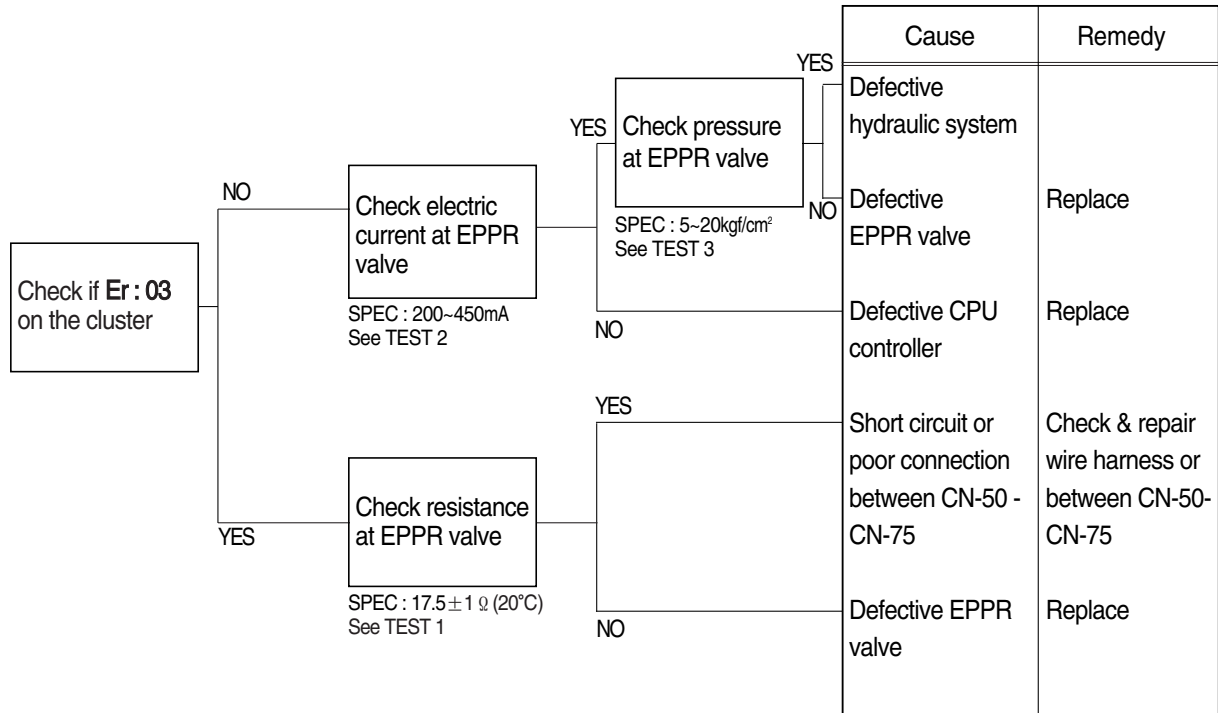 Cause Remedy
YES
Defective
hydraulic system
YES
Check pressure
at EPPR valve
SPEC : 5~20kgf/cm²
See TEST 3
NO
Defective
EPPR valve
Replace
NO
Check electric
current at EPPR
valve
SPEC : 200~450mA
See TEST 2
NO
Defective CPU
controller
Replace
Check if Er : 03
on the cluster
YES
Short circuit or
poor connection
between CN-50 -
CN-75
Check & repair
wire harness or
between CN-50-
CN-75
YES
Check resistance
at EPPR valve
SPEC : 17.5±1 Ω (20°C)
See TEST 1
NO
Defective EPPR
valve
Replace